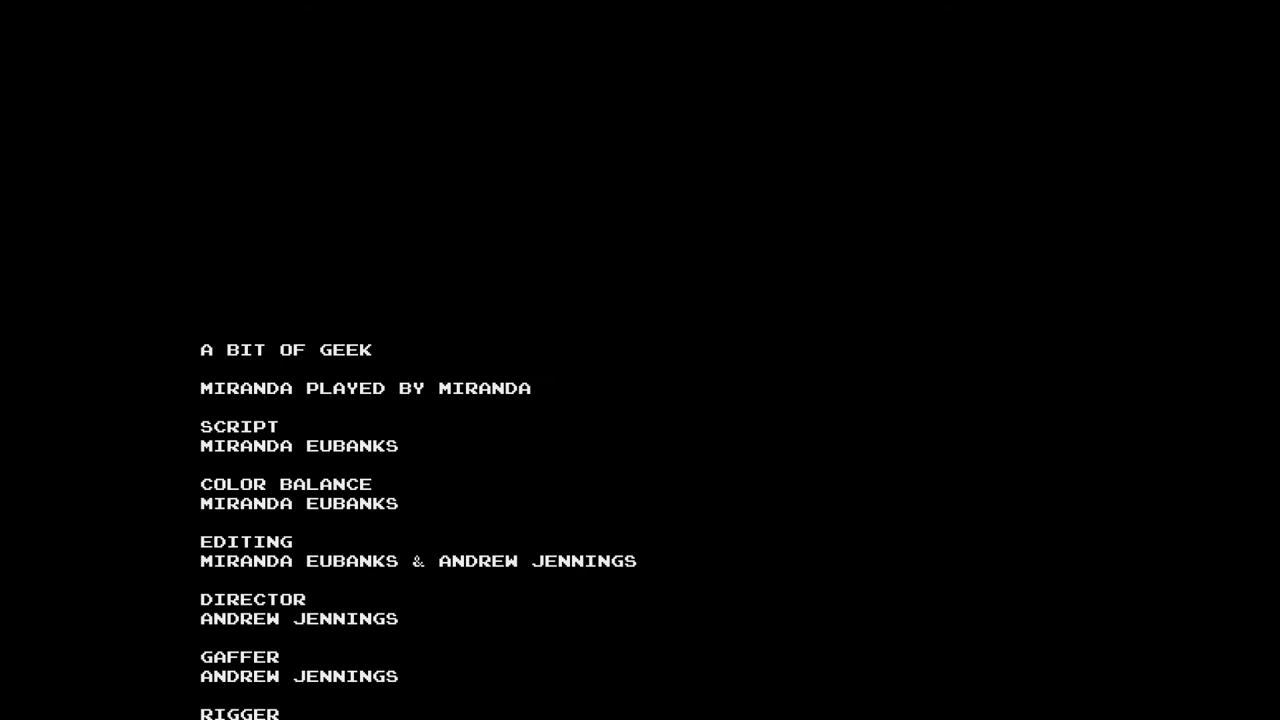 A BIT OF GEEK
MIRANDA PLAYED BY MIRANDA
SCRIPT
MIRANDA EUBANKS
COLOR BALANCE
MIRANDA EUBANKS
EDITING
MIRANDA EUBANKS & ANDREW JENNINGS
DIRECTOR
ANDREW JENNINGS
GAFFER
ANDREW JENNINGS
RIGGER